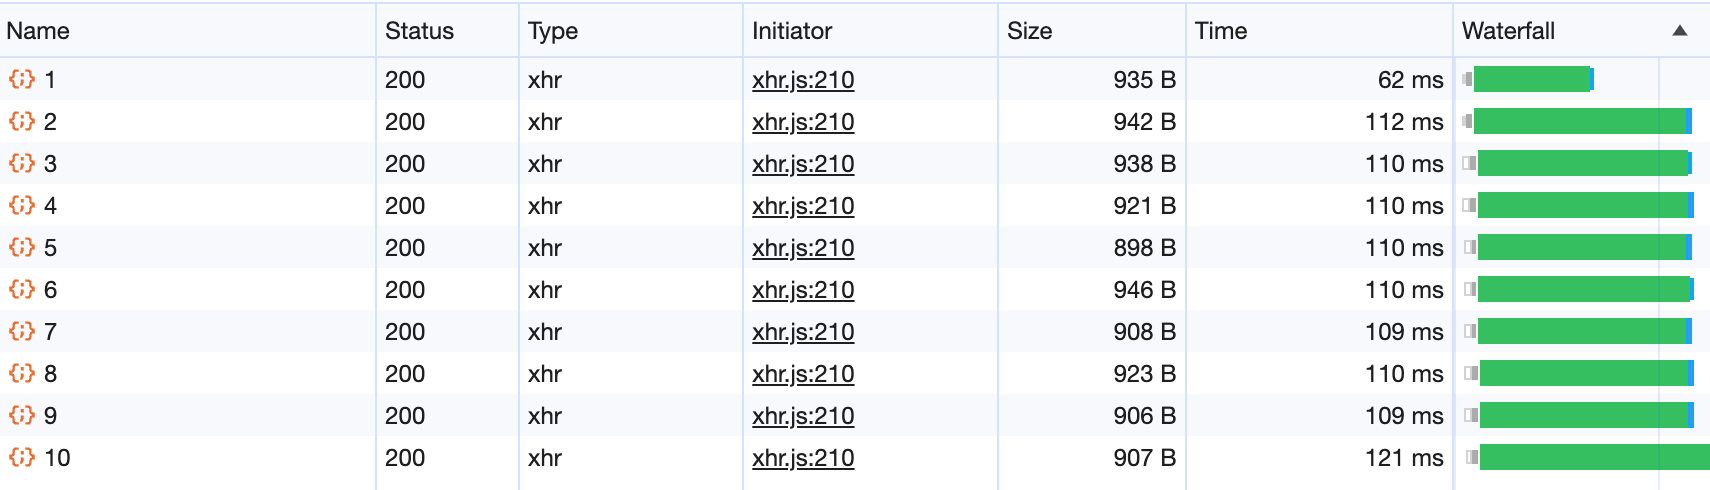 Name Status Type Initiator Size Time Waterfall
1 200 xhr xhr.js:210 935 B 62 ms
2 200 xhr xhr.js:210 942 B 112 ms
3 200 xhr xhr.js:210 938 B 110 ms
4 200 xhr xhr.js:210 921 B 110 ms
5 200 xhr xhr.js:210 898 B 110 ms
6 200 xhr xhr.js:210 946 B 110 ms
7 200 xhr xhr.js:210 908 B 109 ms
8 200 xhr xhr.js:210 923 B 110 ms
9 200 xhr xhr.js:210 906 B 109 ms
10 200 xhr xhr.js:210 907 B 121 ms